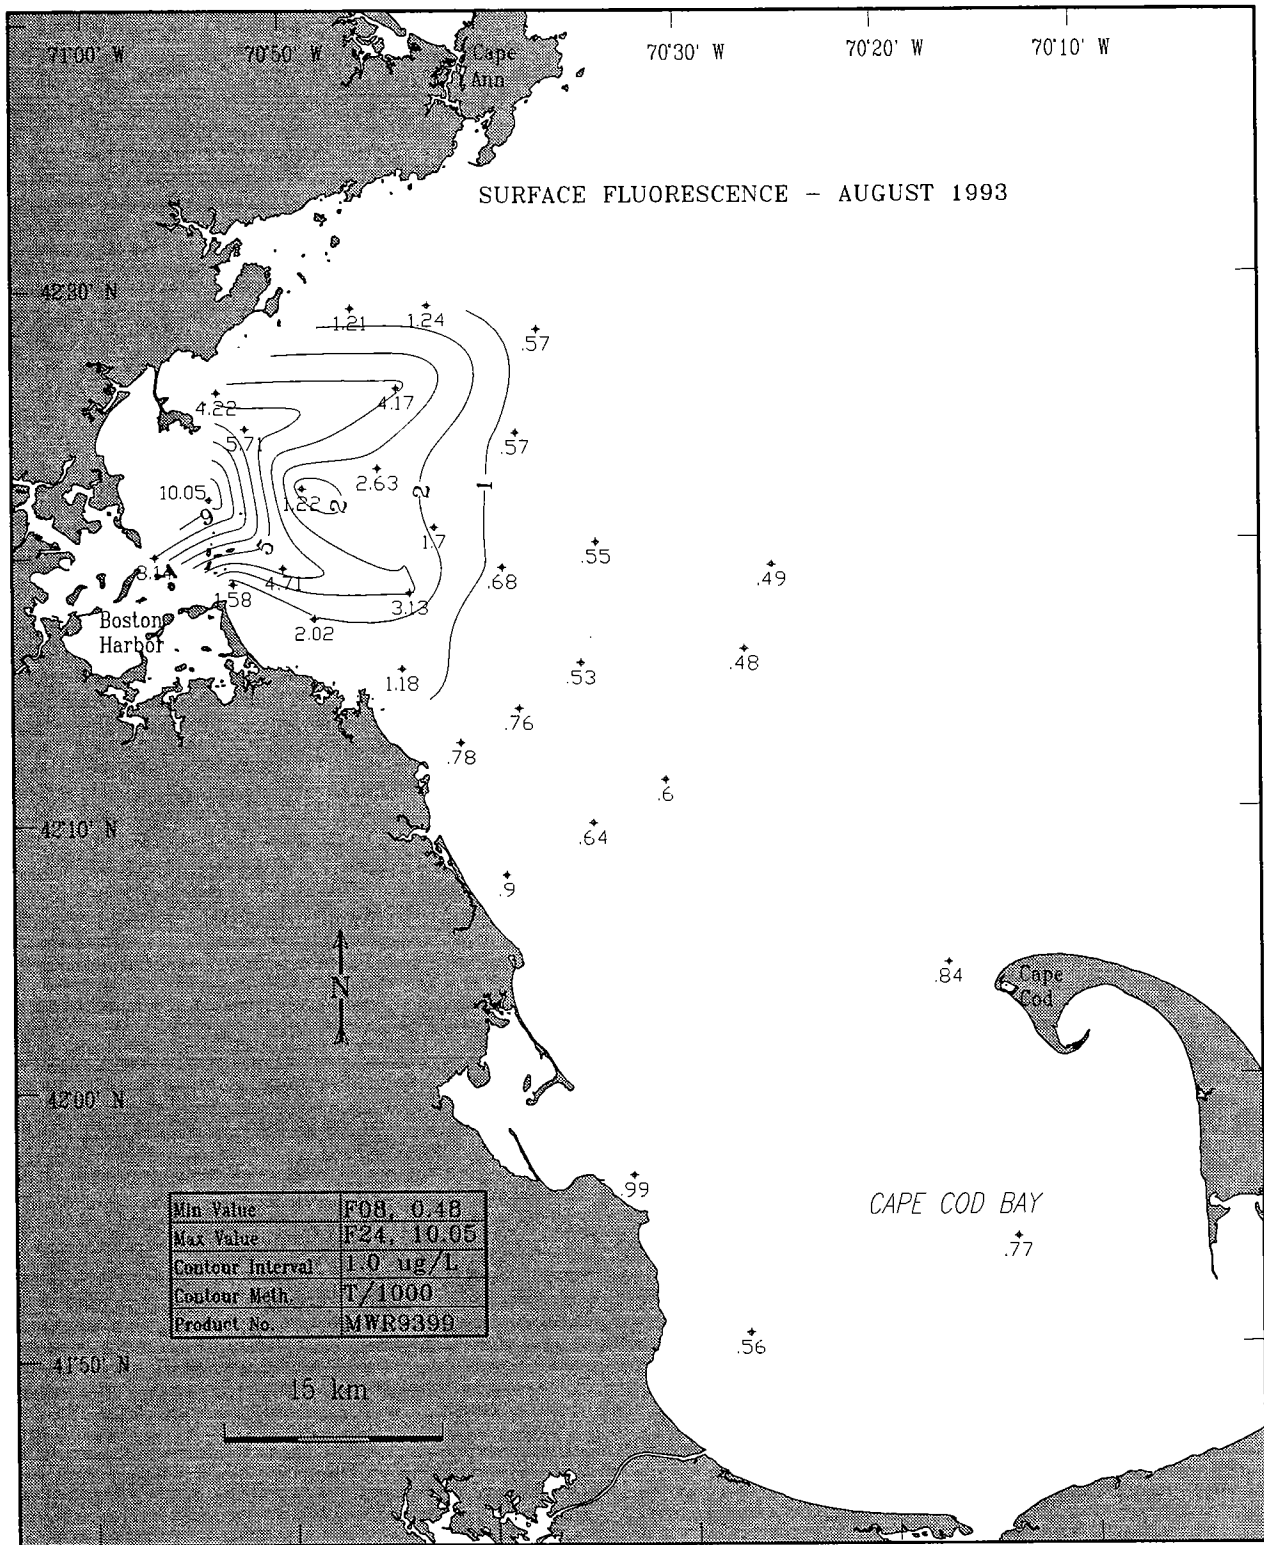 71°00' W
70°50' W
70°30' W
70°20' W
70°10' W
Cape
Ann
SURFACE FLUORESCENCE - AUGUST 1993
42°30' N
1.21
1.24
.57
4.22
4.17
5.71
.57
2.63
10.05
1.22
2
2
1
9
1.7
5
.55
.49
8.14
4.71
.68
1.58
3.13
Boston
Harbor
2.02
.48
.53
1.18
.76
.78
.6
42°10' N
.64
.9
N
.84
Cape
Cod
42°00' N
.99
CAPE COD BAY
.77
Min Value F08, 0.48
Max Value F24, 10.05
Contour Interval 1.0 ug/L
Contour Meth. T/1000
Product No. MWR9399
.56
41°50' N
15 km